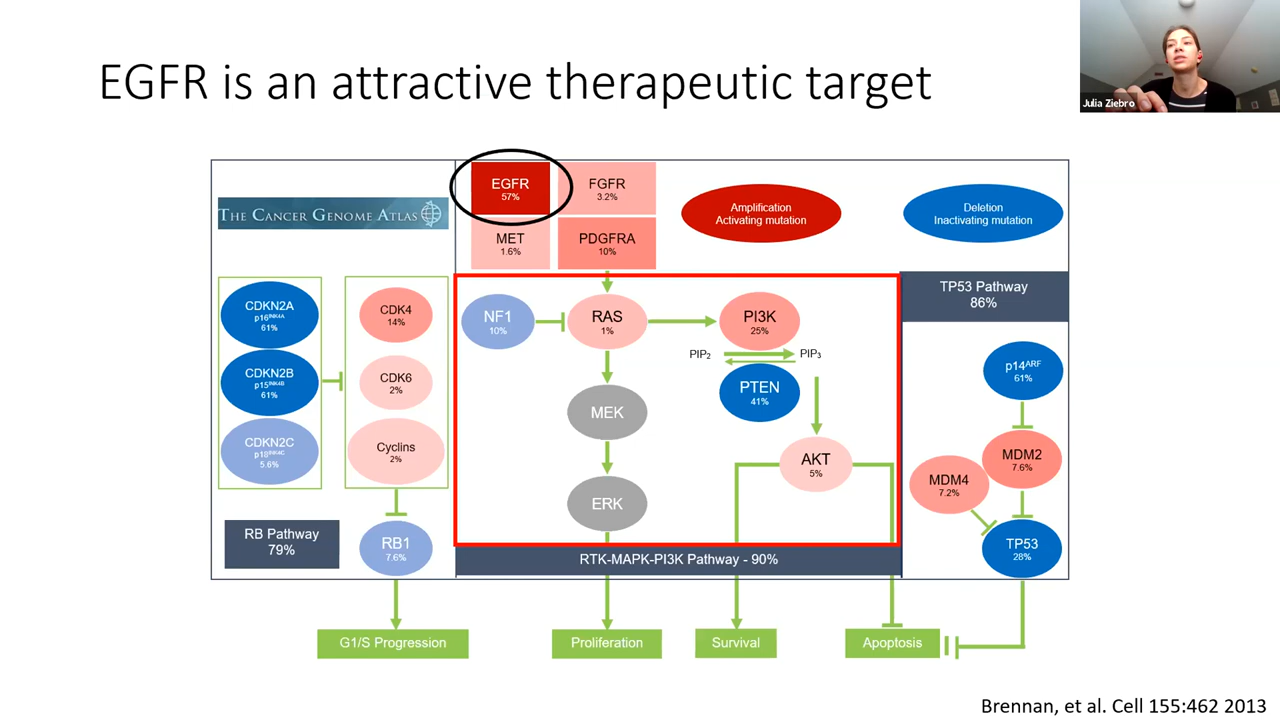 EGFR is an attractive therapeutic target
Julia Ziebro
THE CANCER GENOME ATLAS
EGFR
57%
FGFR
3.2%
MET
1.6%
PDGFRA
10%
Amplification
Activating mutation
Deletion
Inactivating mutation
CDKN2A
p16INK4A
61%
CDKN2B
p15INK4B
61%
CDKN2C
p18INK4C
5.6%
CDK4
14%
CDK6
2%
Cyclins
2%
RB Pathway
79%
RB1
7.6%
NF1
10%
RAS
1%
PI3K
25%
PIP2
PIP3
PTEN
41%
MEK
AKT
5%
ERK
RTK-MAPK-PI3K Pathway - 90%
TP53 Pathway
86%
p14ARF
61%
MDM2
7.6%
MDM4
7.2%
TP53
28%
G1/S Progression
Proliferation
Survival
Apoptosis
Brennan, et al. Cell 155:462 2013